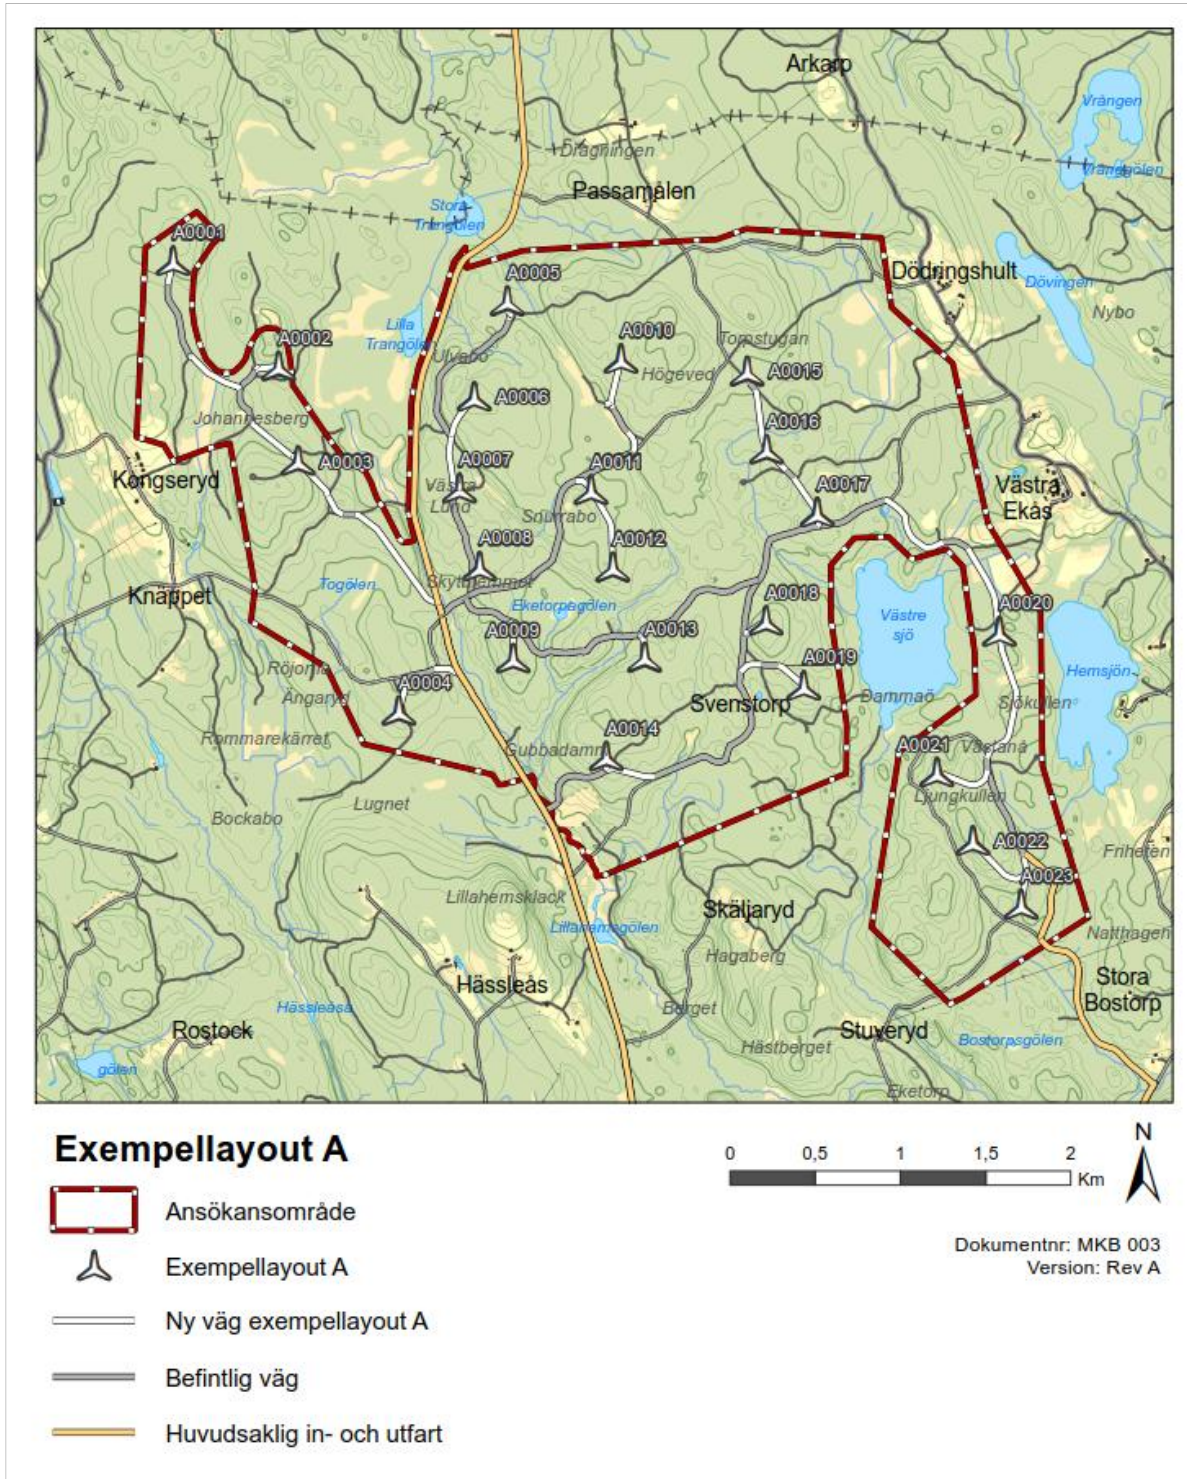 Arkarp
Vrången
Dragningen
Vrångölen
Passamålen
Stora
Trangölen
A0001
Dödringshult
A0005
Dövingen
Nybo
Lilla
Trangölen
A0002
A0010
Tomstugan
Ulvabo
Högeved
A0015
A0006
Johannesberg
A0016
A0003
A0007
A0011
Kongseryd
Västra
Lund
A0017
Västra
Ekås
Snurrabo
A0008
A0012
Togölen
Skytthemmet
Knäppet
Eketorpagölen
A0018
A0020
Västre
sjö
A0009
A0013
A0019
Röjorna
Hemsjön
A0004
Ängaryd
Svenstorp
Dammaö
Sjökullen
Rommarekärret
Gubbadamm
A0014
A0021
Västanå
Lugnet
Ljungkullen
Bockabo
A0022
Friheten
A0023
Lillahemsklack
Skäljaryd
Lillahemsgölen
Natthagen
Hagaberg
Hässleås
Stora
Bostorp
Hässleåsa
Berget
Rostock
Stuveryd
Bostorpsgölen
Hästberget
gölen
Eketorp
Exempellayout A
N
0 0,5 1 1,5 2
Km
Ansökansområde
Dokumentnr: MKB 003
Version: Rev A
Exempellayout A
Ny väg exempellayout A
Befintlig väg
Huvudsaklig in- och utfart